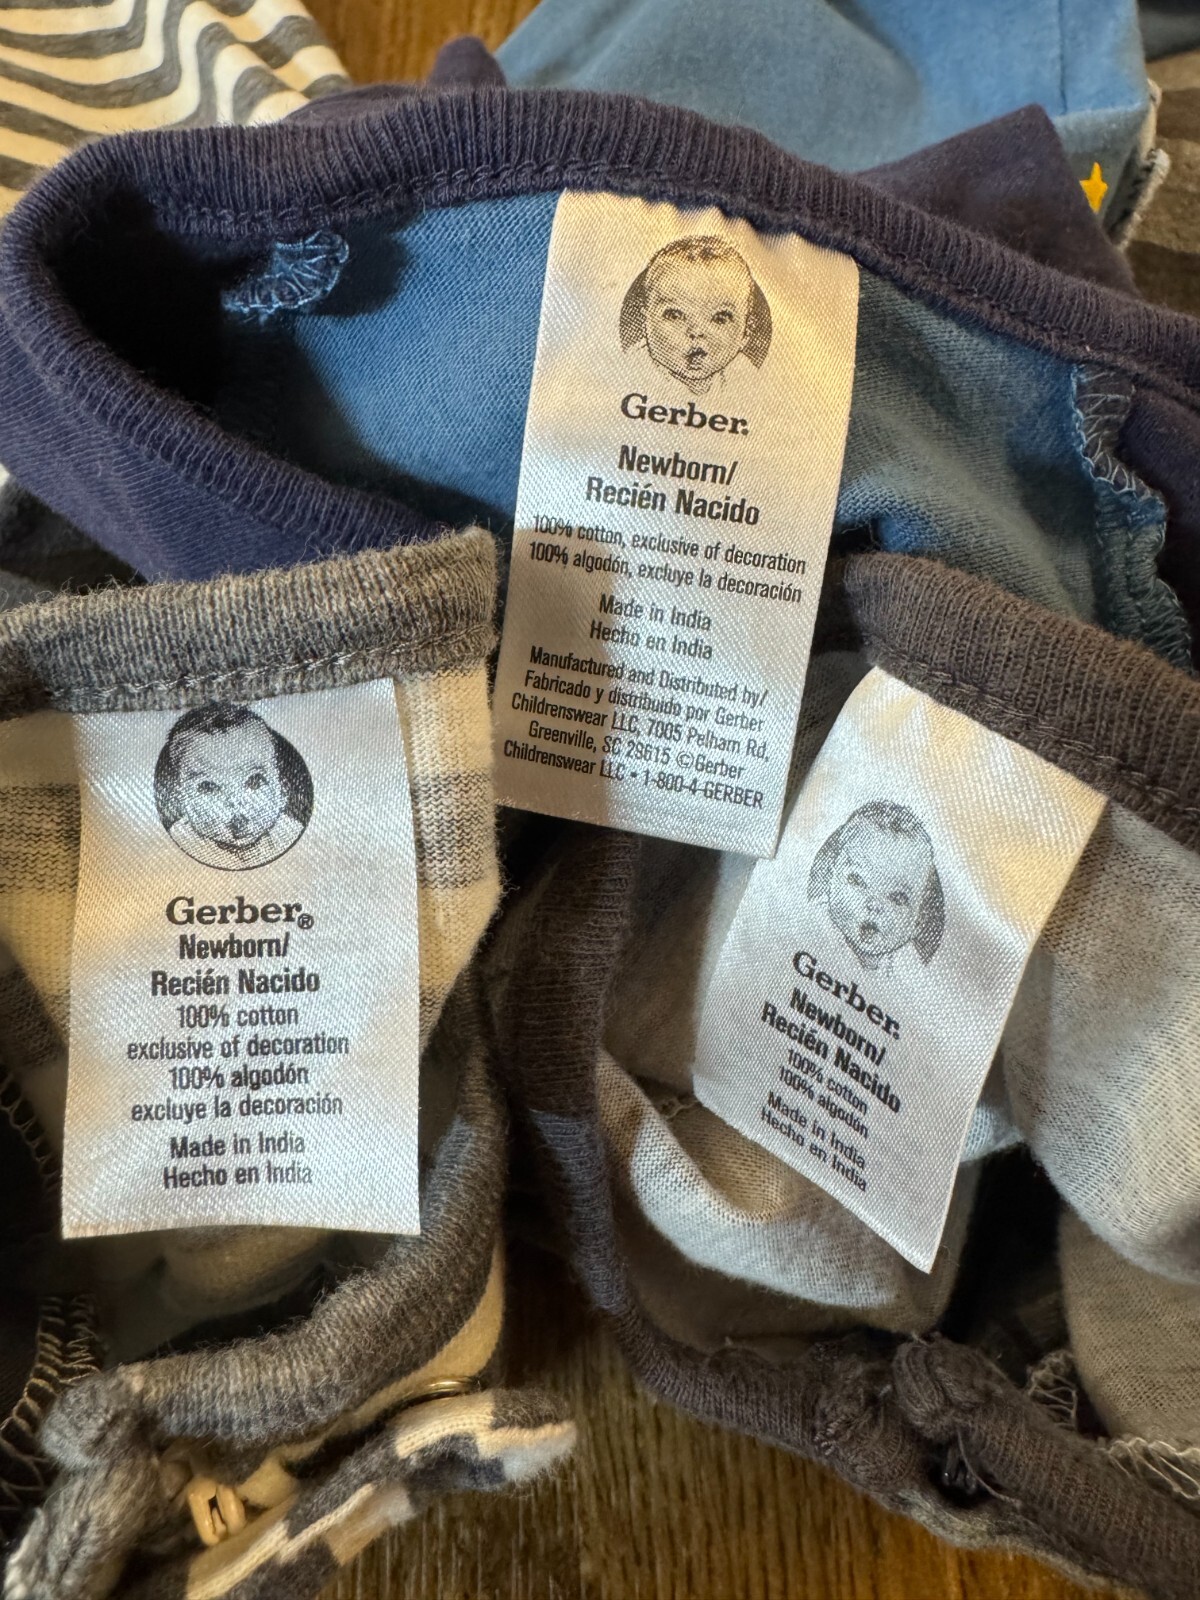 Gerber.
Newborn/
Recién Nacido
100% cotton, exclusive of decoration
100% algodón, excluye la decoración
Made in India
Hecho en India
Manufactured and Distributed by/
Fabricado y distribuido por Gerber
Childrenswear LLC, 7005 Pelham Rd,
Greenville, SC 29615 ©Gerber
Childrenswear LLC • 1-800-4-GERBER
Gerber®
Newborn/
Recién Nacido
100% cotton
exclusive of decoration
100% algodón
excluye la decoración
Made in India
Hecho en India
Gerber.
Newborn/
Recién Nacido
100% cotton
100% algodón
Made in India
Hecho en India